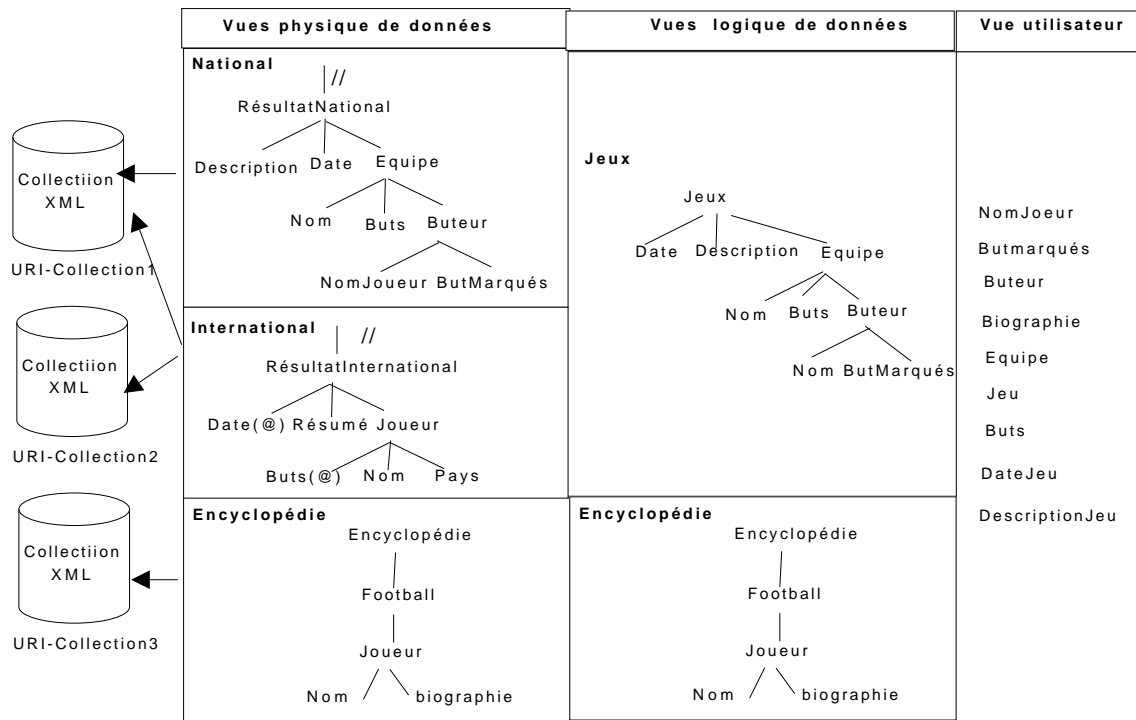 Vues physique de données
Vues logique de données
Vue utilisateur
Collectiion
XML
URI-Collection1
Collectiion
XML
URI-Collection2
Collectiion
XML
URI-Collection3
National
//
RésultatNational
Description Date Equipe
Nom Buts Buteur
NomJoueur ButMarqués
International
//
RésultatInternational
Date(@) Résumé Joueur
Buts(@) Nom Pays
Encyclopédie
Encyclopédie
Football
Joueur
Nom biographie
Jeux
Jeux
Date Description Equipe
Nom Buts Buteur
Nom ButMarqués
Encyclopédie
Encyclopédie
Football
Joueur
Nom biographie
NomJoeur
Butmarqués
Buteur
Biographie
Equipe
Jeu
Buts
DateJeu
DescriptionJeu